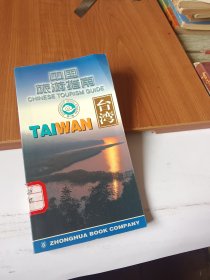 中国
旅游指南
CHINESE TOURISM GUIDE
TAIWAN
台湾
ZHONGHUA BOOK COMPANY